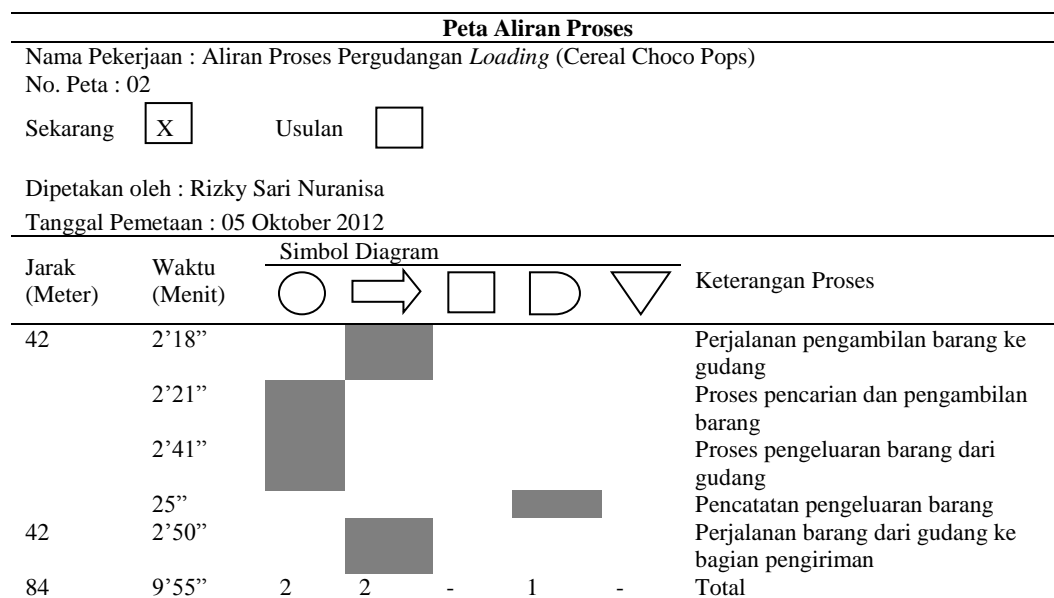 Peta Aliran Proses
Nama Pekerjaan : Aliran Proses Pergudangan Loading (Cereal Choco Pops)
No. Peta : 02
Sekarang X Usulan
Dipetakan oleh : Rizky Sari Nuranisa
Tanggal Pemetaan : 05 Oktober 2012
Jarak (Meter) Waktu (Menit) Simbol Diagram Keterangan Proses
42 2’18” Perjalanan pengambilan barang ke
gudang
2’21” Proses pencarian dan pengambilan
barang
2’41” Proses pengeluaran barang dari
gudang
25” Pencatatan pengeluaran barang
42 2’50” Perjalanan barang dari gudang ke
bagian pengiriman
84 9’55” 2 2 - 1 - Total